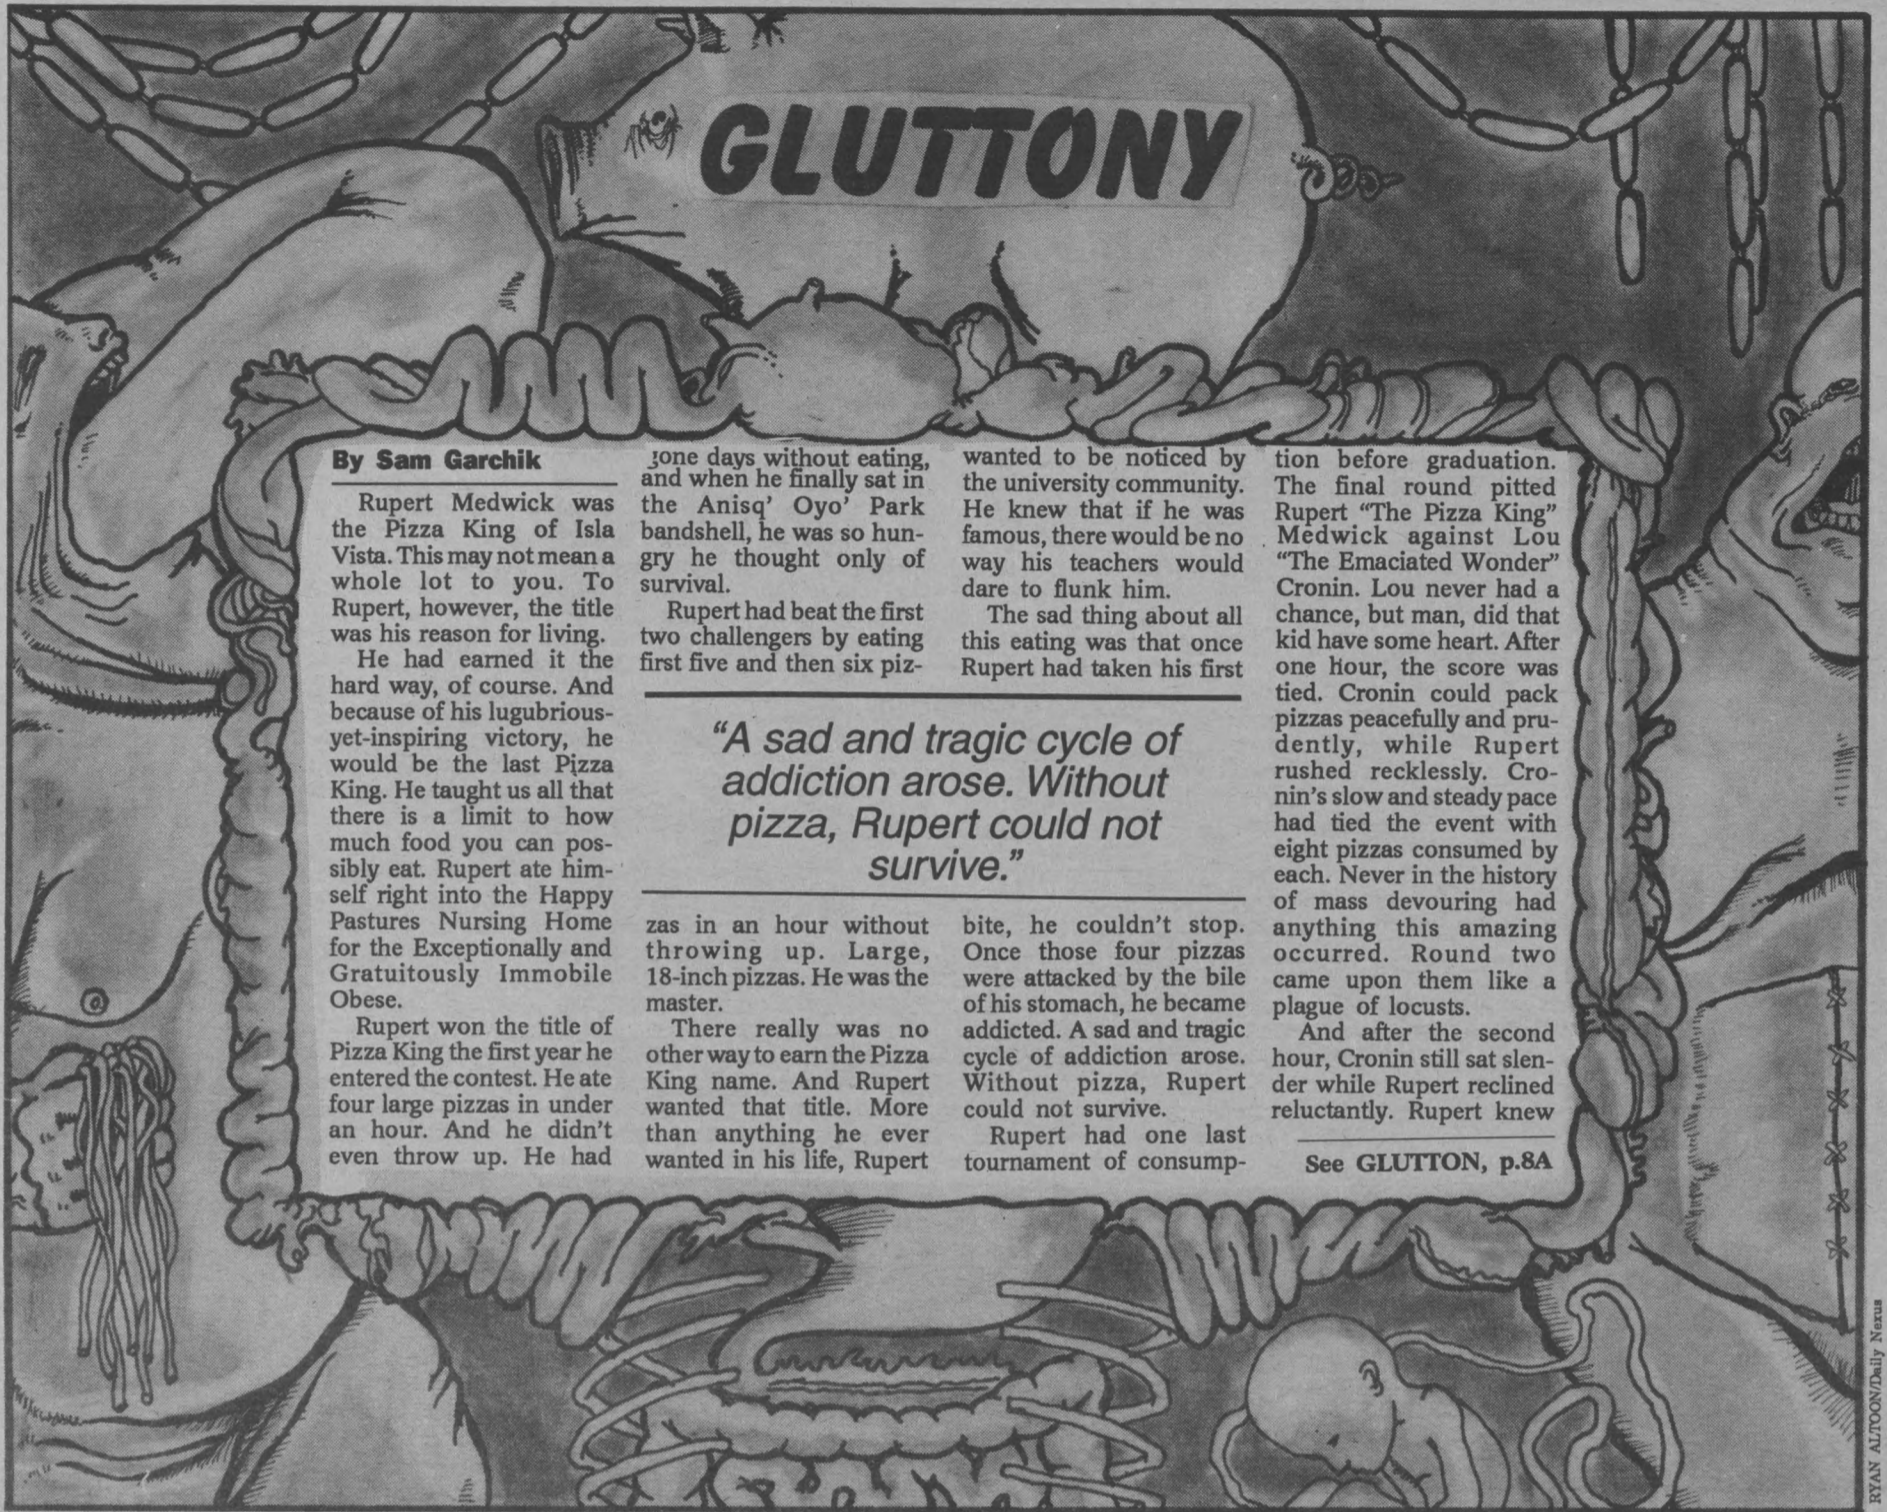 GLUTTONY
By Sam Garchik
Rupert Medwick was
the Pizza King of Isla
Vista. This may not mean a
whole lot to you. To
Rupert, however, the title
was his reason for living.
He had earned it the
hard way, of course. And
because of his lugubrious-
yet-inspiring victory, he
would be the last Pizza
King. He taught us all that
there is a limit to how
much food you can pos-
sibly eat. Rupert ate him-
self right into the Happy
Pastures Nursing Home
for the Exceptionally and
Gratuitously Immobile
Obese.
Rupert won the title of
Pizza King the first year he
entered the contest. He ate
four large pizzas in under
an hour. And he didn't
even throw up. He had
gone days without eating,
and when he finally sat in
the Anisq' Oyo' Park
bandshell, he was so hun-
gry he thought only of
survival.
Rupert had beat the first
two challengers by eating
first five and then six piz-
"A sad and tragic cycle of
addiction arose. Without
pizza, Rupert could not
survive."
zas in an hour without
throwing up. Large,
18-inch pizzas. He was the
master.
There really was no
other way to earn the Pizza
King name. And Rupert
wanted that title. More
than anything he ever
wanted in his life, Rupert
wanted to be noticed by
the university community.
He knew that if he was
famous, there would be no
way his teachers would
dare to flunk him.
The sad thing about all
this eating was that once
Rupert had taken his first
bite, he couldn't stop.
Once those four pizzas
were attacked by the bile
of his stomach, he became
addicted. A sad and tragic
cycle of addiction arose.
Without pizza, Rupert
could not survive.
Rupert had one last
tournament of consump-
tion before graduation.
The final round pitted
Rupert "The Pizza King"
Medwick against Lou
"The Emaciated Wonder"
Cronin. Lou never had a
chance, but man, did that
kid have some heart. After
one hour, the score was
tied. Cronin could pack
pizzas peacefully and pru-
dently, while Rupert
rushed recklessly. Cro-
nin's slow and steady pace
had tied the event with
eight pizzas consumed by
each. Never in the history
of mass devouring had
anything this amazing
occurred. Round two
came upon them like a
plague of locusts.
And after the second
hour, Cronin still sat slen-
der while Rupert reclined
reluctantly. Rupert knew
See GLUTTON, p.8A
RYAN ALTOON/Daily Nexus